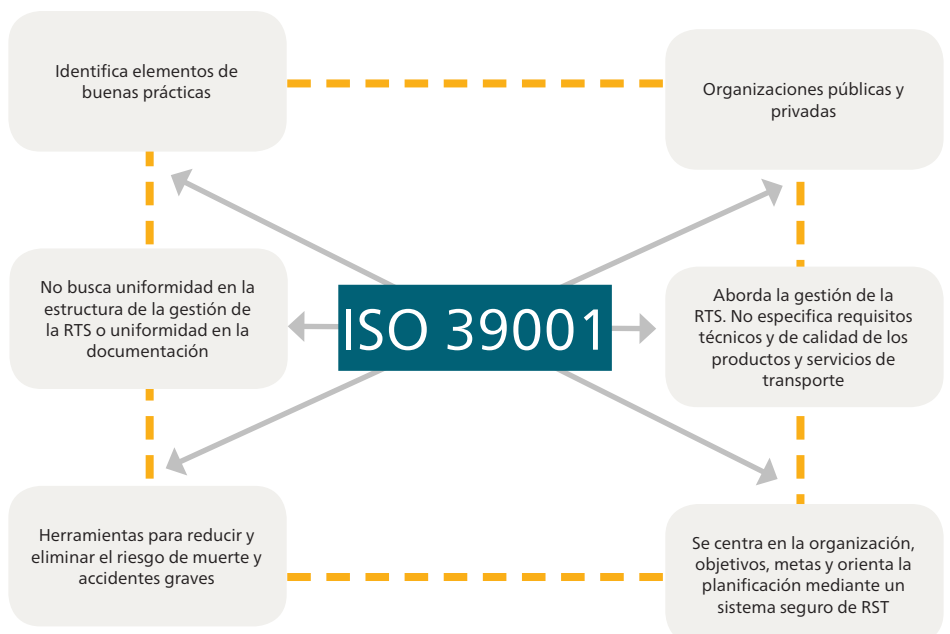 Identifica elementos de
buenas prácticas
Organizaciones públicas y
privadas
No busca uniformidad en la
estructura de la gestión de
la RTS o uniformidad en la
documentación
ISO 39001
Aborda la gestión de la
RTS. No especifica requisitos
técnicos y de calidad de los
productos y servicios de
transporte
Herramientas para reducir y
eliminar el riesgo de muerte y
accidentes graves
Se centra en la organización,
objetivos, metas y orienta la
planificación mediante un
sistema seguro de RST